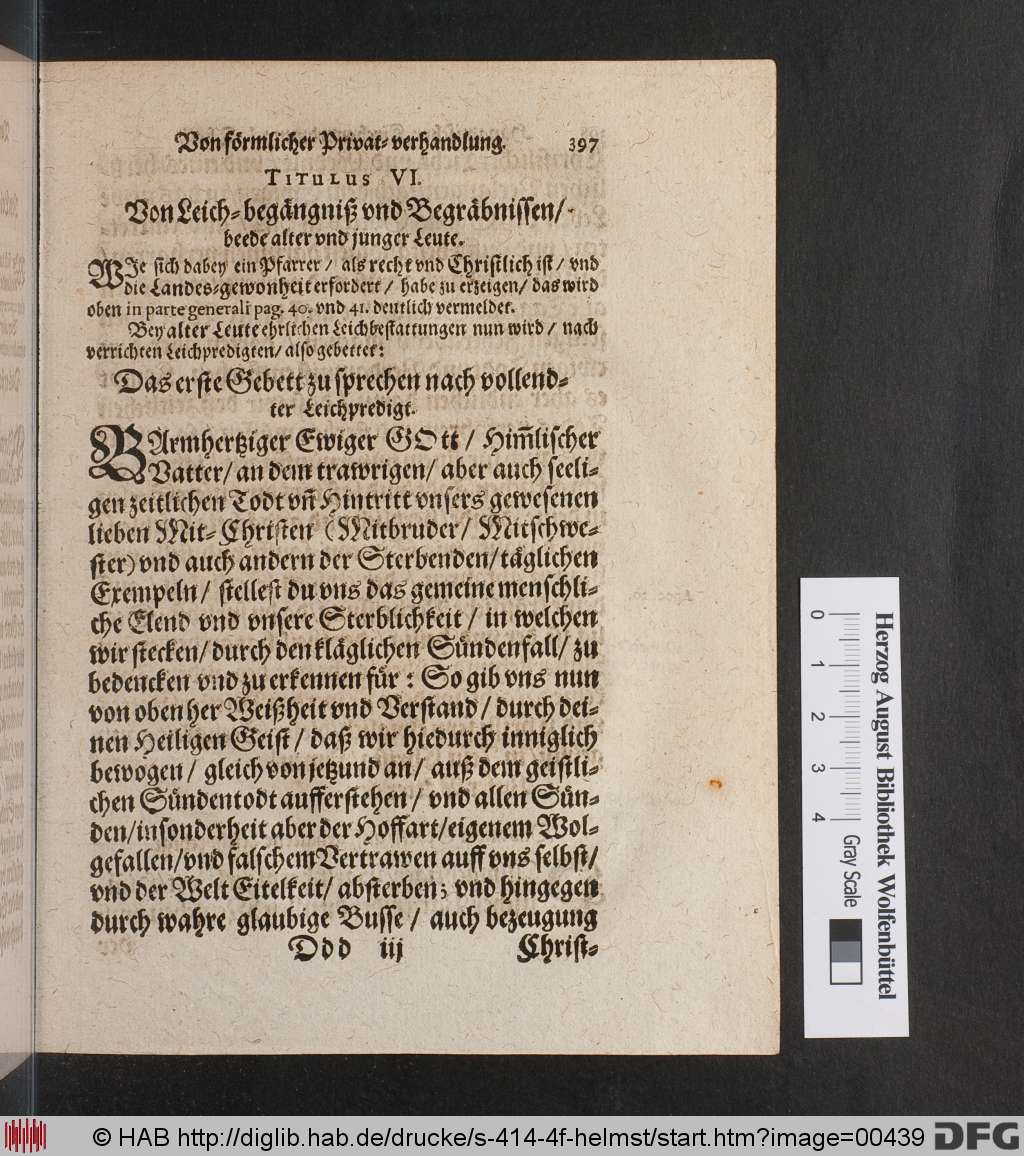 Von förmlicher Privat-verhandlung. 397
TITULUS VI.
Von Leich-begängniß vnd Begräbnissen/
beede alter vnd junger Leute.
WJe sich dabey ein Pfarrer/ als recht vnd Christlich ist/ vnd
die Landes-gewonheit erfordert/ habe zu erzeigen/ das wird
oben in parte generali pag. 40. vnd 41. deutlich vermeldet.
Bey alter Leute ehrlichen Leichbestattungen nun wird/ nach
verrichten Leichpredigten/ also gebettet:
Das erste Gebett zu sprechen nach vollend-
ter Leichpredigt.
BArmhertziger Ewiger GOtt/ Him̃lischer
Vatter/ an dem trawrigen/ aber auch seeli-
gen zeitlichen Todt vñ Hintritt vnsers gewesenen
lieben Mit-Christen (Mitbruder/ Mitschwe-
ster) vnd auch andern der Sterbenden/ täglichen
Exempeln/ stellest du vns das gemeine menschli-
che Elend vnd vnsere Sterblichkeit/ in welchen
wir stecken/ durch den kläglichen Sündenfall/ zu
bedencken vnd zu erkennen für: So gib vns nun
von oben her Weißheit vnd Verstand/ durch dei-
nen Heiligen Geist/ daß wir hiedurch inniglich
bewogen/ gleich von jetzund an/ auß dem geistli-
chen Sündentodt aufferstehen/ vnd allen Sün-
den/ insonderheit aber der Hoffart/ eigenem Wol-
gefallen/ vnd falschem Vertrawen auff vns selbst/
vnd der Welt Eitelkeit/ absterben; vnd hingegen
durch wahre glaubige Busse/ auch bezeugung
Ddd iij Christ-
Herzog August Bibliothek Wolfenbüttel
0 1 2 3 4 Gray Scale
© HAB http://diglib.hab.de/drucke/s-414-4f-helmst/start.htm?image=00439 DFG